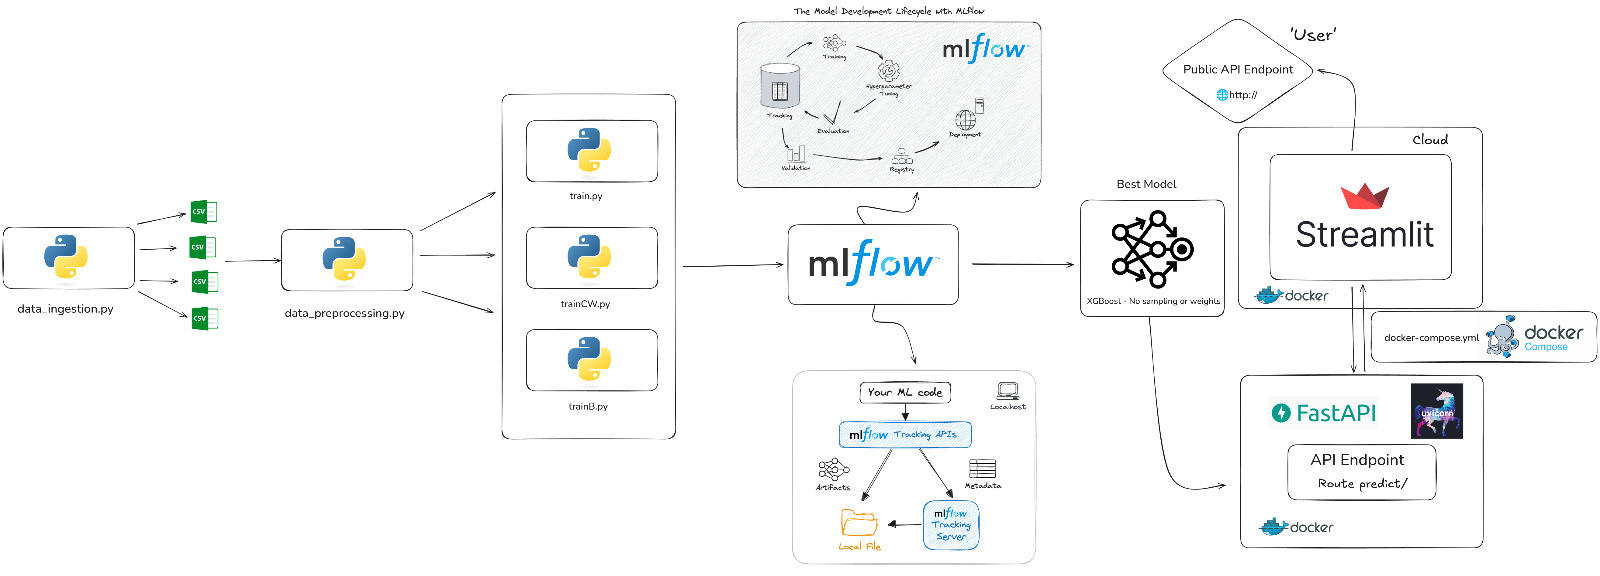 data_ingestion.py
CSV
CSV
CSV
CSV
data_preprocessing.py
train.py
trainCW.py
trainB.py
The Model Development Lifecycle with MLflow
mlflow™
Training
Hyperparameter
Tuning
Tracking
Evaluation
Deployment
Validation
Registry
mlflow™
Your ML code
Localhost
mlflow Tracking APIs
Artifacts
Metadata
mlflow
Tracking
Server
Local File
Best Model
XGBoost - No sampling or weights
'User'
Public API Endpoint
http://
Cloud
Streamlit
docker
docker-compose.yml
docker
Compose
FastAPI
uvicorn
API Endpoint
Route predict/
docker